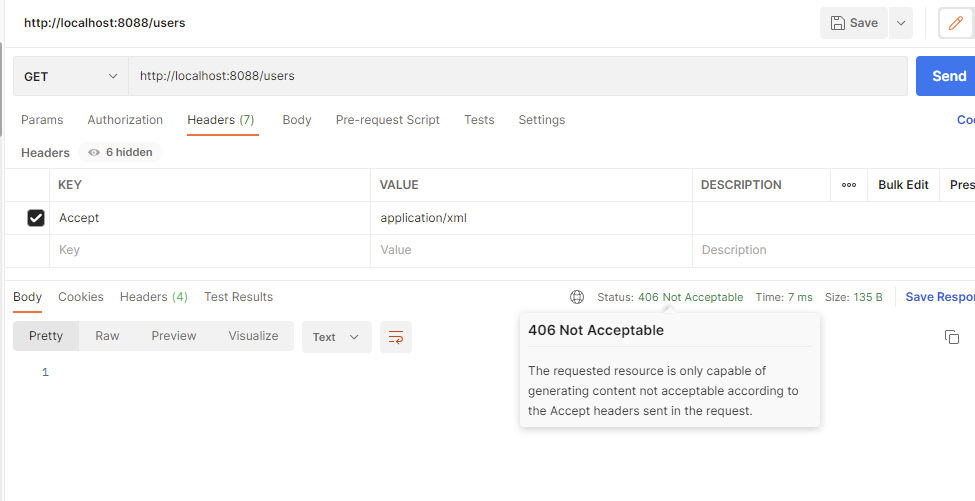 http://localhost:8088/users
Save
GET http://localhost:8088/users Send
Params Authorization Headers (7) Body Pre-request Script Tests Settings
Headers 6 hidden
KEY VALUE DESCRIPTION Bulk Edit
Accept application/xml
Key Value Description
Body Cookies Headers (4) Test Results Status: 406 Not Acceptable Time: 7 ms Size: 135 B Save
Pretty Raw Preview Visualize Text
406 Not Acceptable
1
The requested resource is only capable of
generating content not acceptable according to
the Accept headers sent in the request.